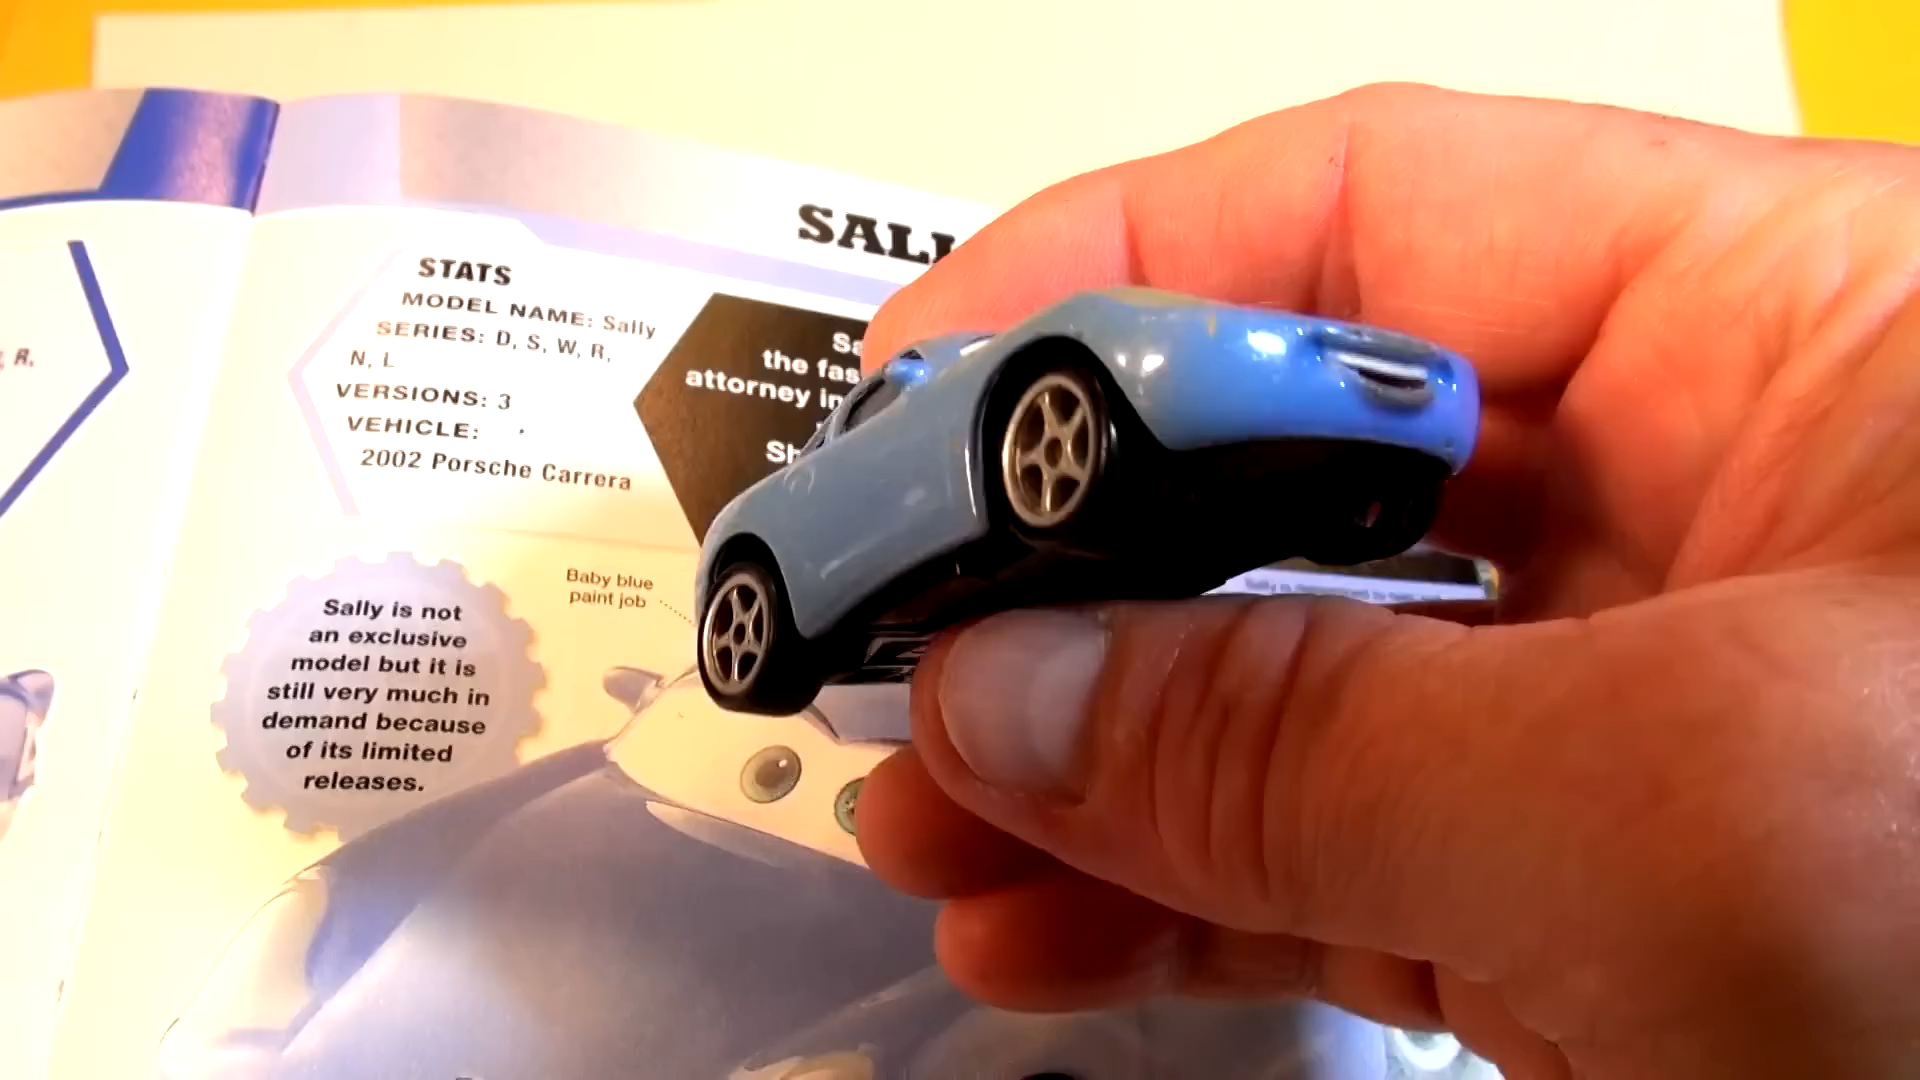 SALL
STATS
MODEL NAME: Sally
SERIES: D, S, W, R,
N, L
VERSIONS: 3
VEHICLE:
2002 Porsche Carrera
Sa
the fas
attorney in
Sh
R,
Baby blue
paint job
Sally is not
an exclusive
model but it is
still very much in
demand because
of its limited
releases.